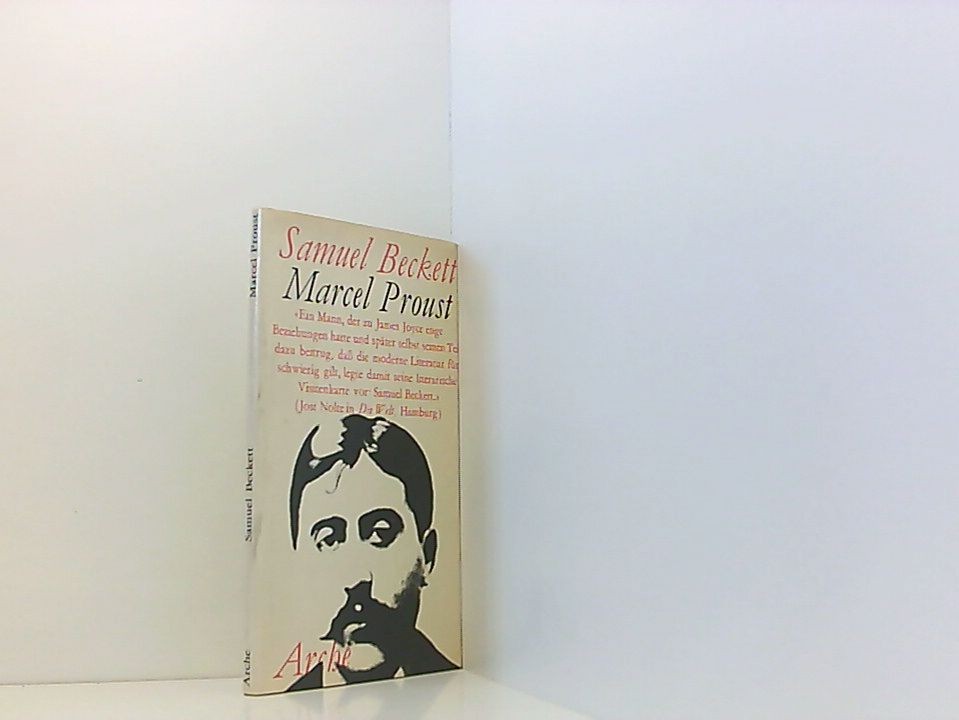 Samuel Beckett
Marcel Proust
«Ein Mann, der zu James Joyce enge
Beziehungen hatte und später selbst seinen Tei
dazu beitrug, daß die moderne Literatur für
schwierig gilt, legte damit seine literarische
Visitenkarte vor: Samuel Beckett.»
(Jost Nolte in Die Welt, Hamburg)
Arche
Marcel Proust
Samuel Beckett
Arche